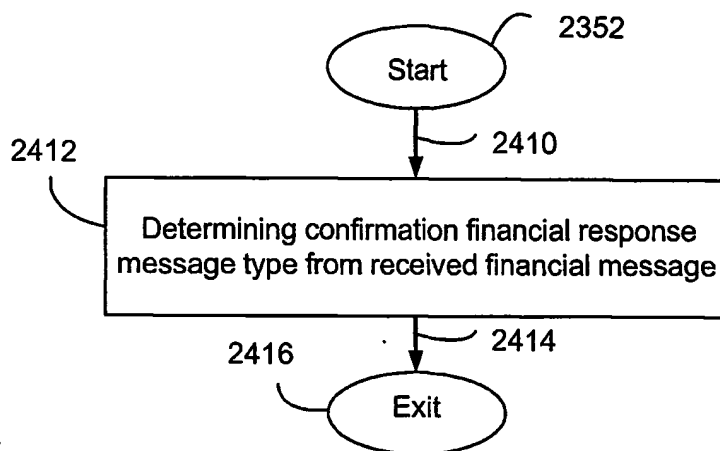 2352
Start
2410
2412
Determining confirmation financial response
message type from received financial message
2414
2416
Exit